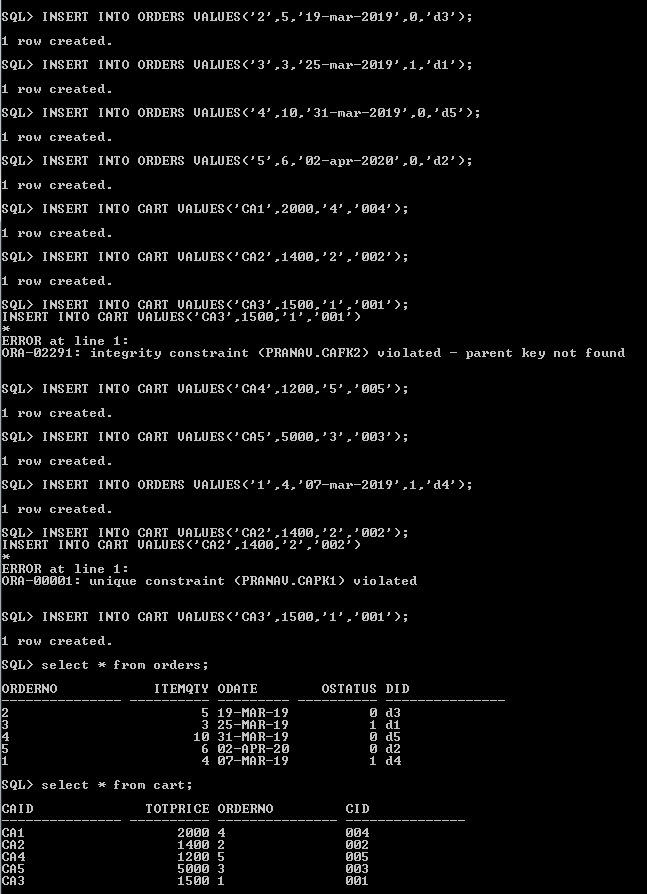 SQL> INSERT INTO ORDERS VALUES('2',5,'19-mar-2019',0,'d3');
1 row created.
SQL> INSERT INTO ORDERS VALUES('3',3,'25-mar-2019',1,'d1');
1 row created.
SQL> INSERT INTO ORDERS VALUES('4',10,'31-mar-2019',0,'d5');
1 row created.
SQL> INSERT INTO ORDERS VALUES('5',6,'02-apr-2020',0,'d2');
1 row created.
SQL> INSERT INTO CART VALUES('CA1',2000,'4','004');
1 row created.
SQL> INSERT INTO CART VALUES('CA2',1400,'2','002');
1 row created.
SQL> INSERT INTO CART VALUES('CA3',1500,'1','001');
INSERT INTO CART VALUES('CA3',1500,'1','001')
*
ERROR at line 1:
ORA-02291: integrity constraint (PRANAV.CAFK2) violated - parent key not found
SQL> INSERT INTO CART VALUES('CA4',1200,'5','005');
1 row created.
SQL> INSERT INTO CART VALUES('CA5',5000,'3','003');
1 row created.
SQL> INSERT INTO ORDERS VALUES('1',4,'07-mar-2019',1,'d4');
1 row created.
SQL> INSERT INTO CART VALUES('CA2',1400,'2','002');
INSERT INTO CART VALUES('CA2',1400,'2','002')
*
ERROR at line 1:
ORA-00001: unique constraint (PRANAV.CAPK1) violated
SQL> INSERT INTO CART VALUES('CA3',1500,'1','001');
1 row created.
SQL> select * from orders;
ORDERNO ITEMQTY ODATE OSTATUS DID
--------------- ---------- --------- ---------- ---------------
2 5 19-MAR-19 0 d3
3 3 25-MAR-19 1 d1
4 10 31-MAR-19 0 d5
5 6 02-APR-20 0 d2
1 4 07-MAR-19 1 d4
SQL> select * from cart;
CAID TOTPRICE ORDERNO CID
--------------- ---------- --------------- ---------------
CA1 2000 4 004
CA2 1400 2 002
CA4 1200 5 005
CA5 5000 3 003
CA3 1500 1 001